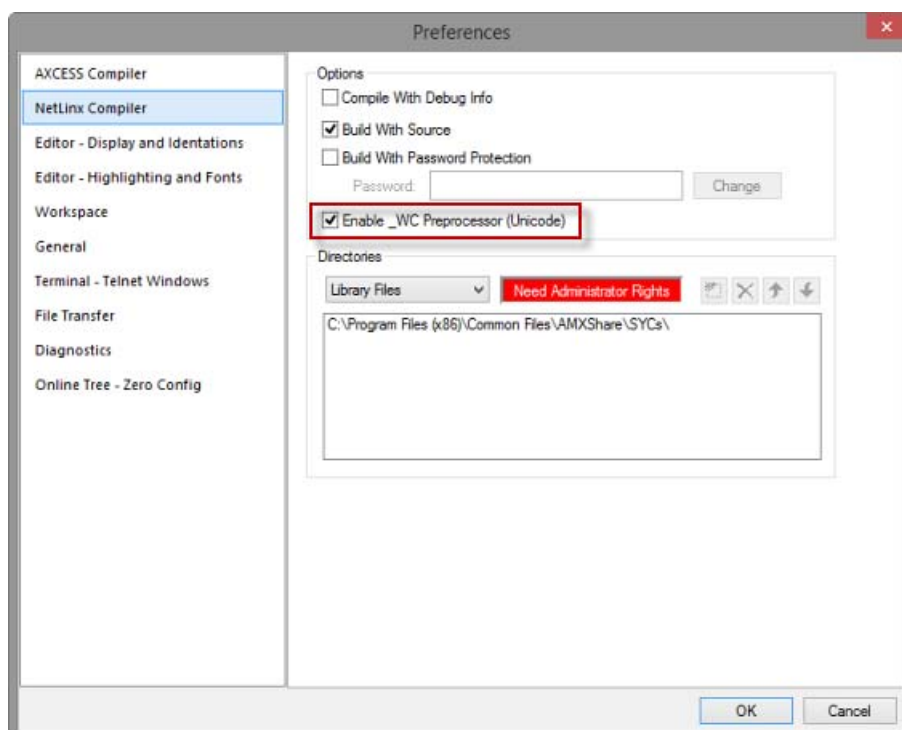 Preferences
AXCESS Compiler
NetLinx Compiler
Editor - Display and Identations
Editor - Highlighting and Fonts
Workspace
General
Terminal - Telnet Windows
File Transfer
Diagnostics
Online Tree - Zero Config
Options
Compile With Debug Info
Build With Source
Build With Password Protection
Password:
Change
Enable _WC Preprocessor (Unicode)
Directories
Library Files
Need Administrator Rights
C:\Program Files (x86)\Common Files\AMXShare\SYCs\
OK
Cancel